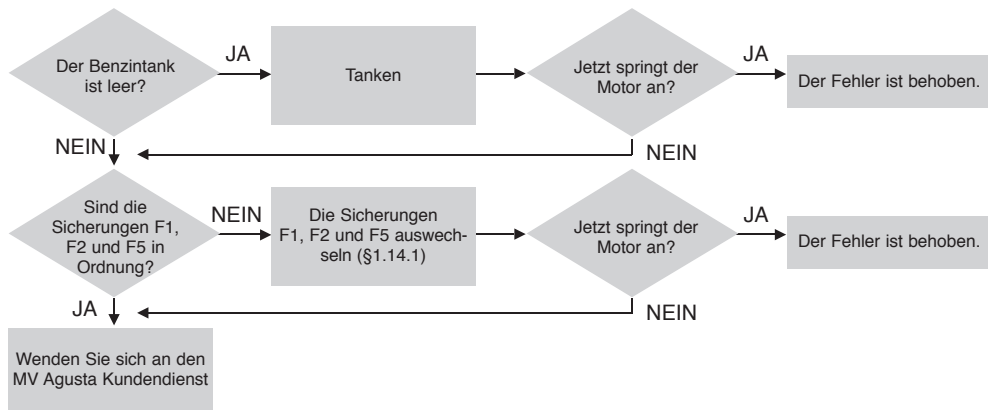 Der Benzintank
ist leer?
JA
Tanken
Jetzt springt der
Motor an?
JA
Der Fehler ist behoben.
NEIN
NEIN
Sind die
Sicherungen F1,
F2 und F5 in
Ordnung?
NEIN
Die Sicherungen
F1, F2 und F5 auswech-
seln (§1.14.1)
Jetzt springt der
Motor an?
JA
Der Fehler ist behoben.
JA
NEIN
Wenden Sie sich an den
MV Agusta Kundendienst